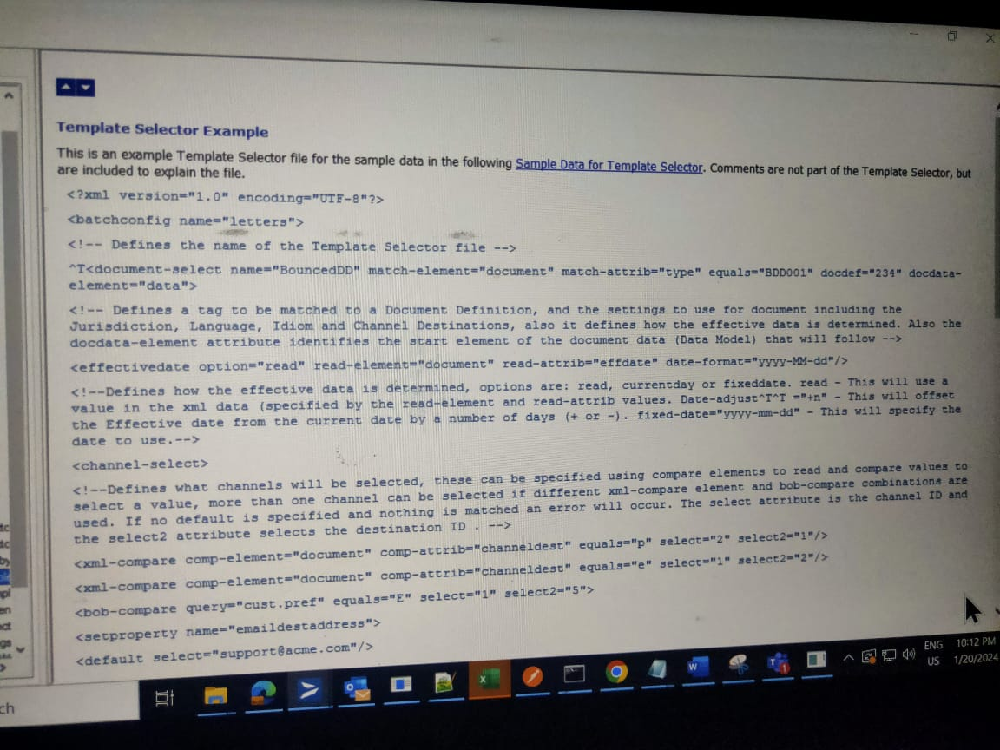 Template Selector Example
This is an example Template Selector file for the sample data in the following Sample Data for Template Selector. Comments are not part of the Template Selector, but
are included to explain the file.
<?xml version="1.0" encoding="UTF-8"?>
<batchconfig name="letters">
<!-- Defines the name of the Template Selector file -->
^T<document-select name="BouncedDD" match-element="document" match-attrib="type" equals="BDD001" docdef="234" docdata-
element="data">
<!-- Defines a tag to be matched to a Document Definition, and the settings to use for document including the
Jurisdiction, Language, Idiom and Channel Destinations, also it defines how the effective data is determined. Also the
docdata-element attribute identifies the start element of the document data (Data Model) that will follow -->
<effectivedate option="read" read-element="document" read-attrib="effdate" date-format="yyyy-MM-dd"/>
<!--Defines how the effective data is determined, options are: read, currentday or fixeddate. read - This will use a
value in the xml data (specified by the read-element and read-attrib values. Date-adjust^T^T ="+n" - This will offset
the Effective date from the current date by a number of days (+ or -). fixed-date="yyyy-mm-dd" - This will specify the
date to use.-->
<channel-select>
<!--Defines what channels will be selected, these can be specified using compare elements to read and compare values to
select a value, more than one channel can be selected if different xml-compare element and bob-compare combinations are
used. If no default is specified and nothing is matched an error will occur. The select attribute is the channel ID and
the select2 attribute selects the destination ID . -->
<xml-compare comp-element="document" comp-attrib="channeldest" equals="p" select="2" select2="1"/>
<xml-compare comp-element="document" comp-attrib="channeldest" equals="e" select="1" select2="2"/>
<bob-compare query="cust.pref" equals="E" select="1" select2="5">
<setproperty name="emaildestaddress">
<default select="support@acme.com"/>
ch
ENG 10:12 PM
US 1/20/2024